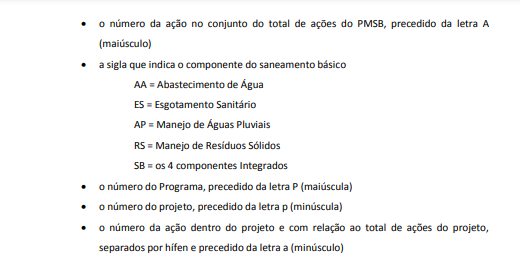 • o número da ação no conjunto do total de ações do PMSB, precedido da letra A
(maiúsculo)
• a sigla que indica o componente do saneamento básico
AA = Abastecimento de Água
ES = Esgotamento Sanitário
AP = Manejo de Águas Pluviais
RS = Manejo de Resíduos Sólidos
SB = os 4 componentes Integrados
• o número do Programa, precedido da letra P (maiúscula)
• o número do projeto, precedido da letra p (minúscula)
• o número da ação dentro do projeto e com relação ao total de ações do projeto,
separados por hífen e precedido da letra a (minúsculo)